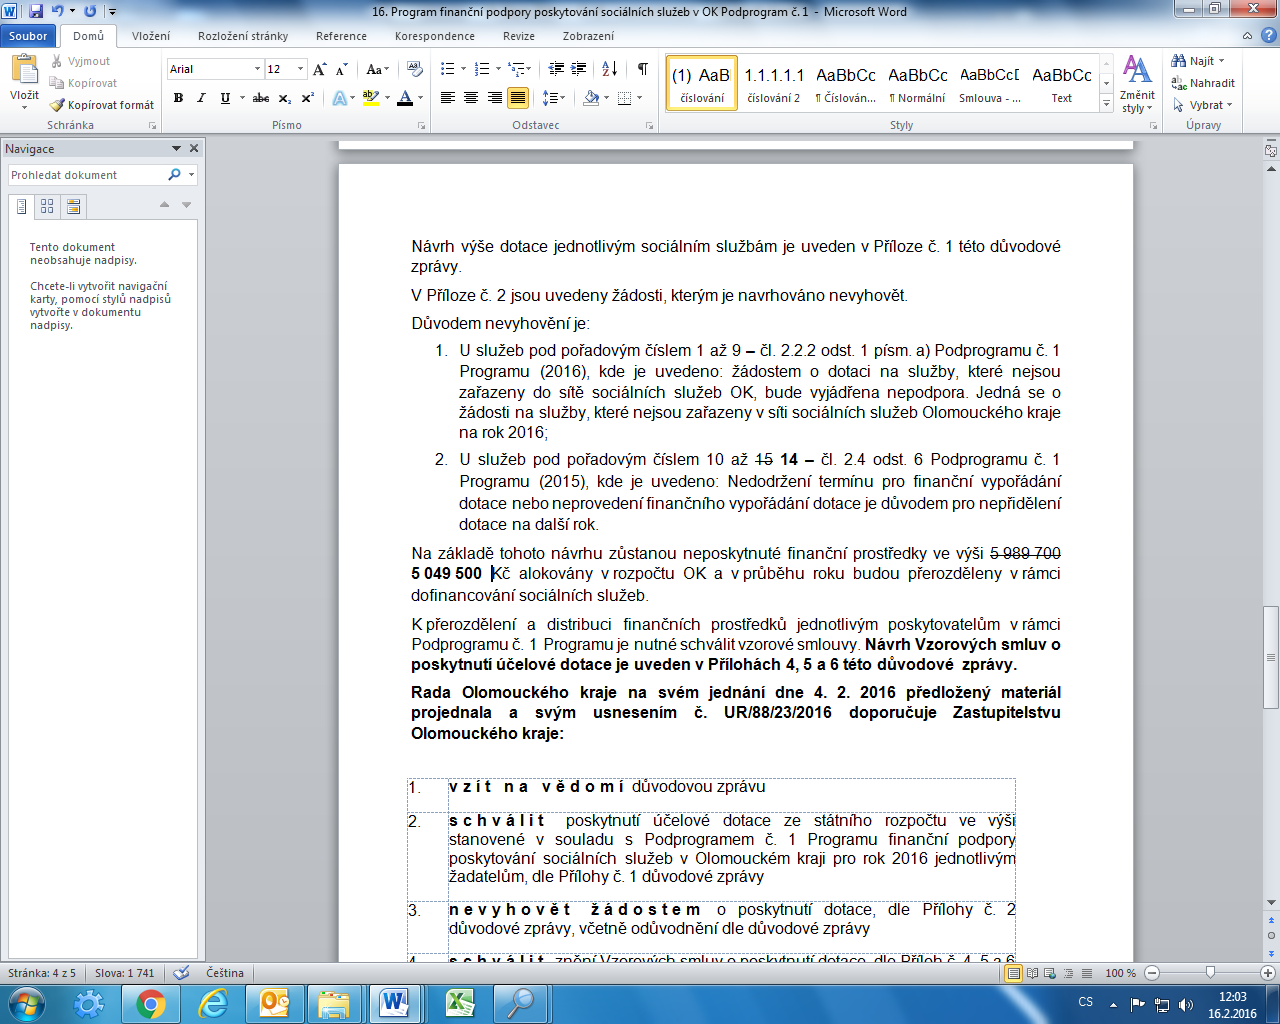 16. Program finanční podpory poskytování sociálních služeb v OK Podprogram č. 1 - Microsoft Word
Soubor Domů Vložení Rozložení stránky Reference Korespondence Revize Zobrazení
Vložit
Vyjmout
Kopírovat
Kopírovat formát
Schránka
Arial 12
Písmo
Odstavec
(1) AaB 1.1.1.1.1 AaBbCc AaBbCc AaBbCcD AaBbCc
číslování číslování 2 ¶ Číslován... ¶ Normální Smlouva - ... Text
Styly
Změnit styly
Najít
Nahradit
Vybrat
Úpravy
Navigace
Prohledat dokument
Tento dokument
neobsahuje nadpisy.
Chcete-li vytvořit navigační
karty, pomocí stylů nadpisů
vytvořte v dokumentu
nadpisy.
Návrh výše dotace jednotlivým sociálním službám je uveden v Příloze č. 1 této důvodové
zprávy.
V Příloze č. 2 jsou uvedeny žádosti, kterým je navrhováno nevyhovět.
Důvodem nevyhovění je:
1. U služeb pod pořadovým číslem 1 až 9 – čl. 2.2.2 odst. 1 písm. a) Podprogramu č. 1
Programu (2016), kde je uvedeno: žádostem o dotaci na služby, které nejsou
zařazeny do sítě sociálních služeb OK, bude vyjádřena nepodpora. Jedná se o
žádosti na služby, které nejsou zařazeny v síti sociálních služeb Olomouckého kraje
na rok 2016;
2. U služeb pod pořadovým číslem 10 až 15 14 – čl. 2.4 odst. 6 Podprogramu č. 1
Programu (2015), kde je uvedeno: Nedodržení termínu pro finanční vypořádání
dotace nebo neprovedení finančního vypořádání dotace je důvodem pro nepřidělení
dotace na další rok.
Na základě tohoto návrhu zůstanou neposkytnuté finanční prostředky ve výši 5 989 700
5 049 500 Kč alokovány v rozpočtu OK a v průběhu roku budou přerozděleny v rámci
dofinancování sociálních služeb.
K přerozdělení a distribuci finančních prostředků jednotlivým poskytovatelům v rámci
Podprogramu č. 1 Programu je nutné schválit vzorové smlouvy. Návrh Vzorových smluv o
poskytnutí účelové dotace je uveden v Přílohách 4, 5 a 6 této důvodové zprávy.
Rada Olomouckého kraje na svém jednání dne 4. 2. 2016 předložený materiál
projednala a svým usnesením č. UR/88/23/2016 doporučuje Zastupitelstvu
Olomouckého kraje:
1. vzít na vědomí důvodovou zprávu
2. schválit poskytnutí účelové dotace ze státního rozpočtu ve výši
stanovené v souladu s Podprogramem č. 1 Programu finanční podpory
poskytování sociálních služeb v Olomouckém kraji pro rok 2016 jednotlivým
žadatelům, dle Přílohy č. 1 důvodové zprávy
3. nevyhovět žádostem o poskytnutí dotace, dle Přílohy č. 2
důvodové zprávy, včetně odůvodnění dle důvodové zprávy
4. schválit znění Vzorových smluv o poskytnutí dotace, dle Příloh č. 4, 5 a 6
Stránka: 4 z 5 Slova: 1 741 Čeština 100 %
CS 12:03
16.2.2016